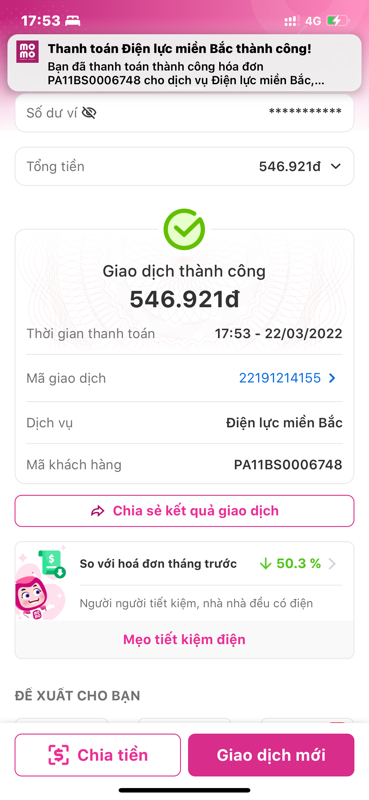 17:53
4G
mo
mo
Thanh toán Điện lực miền Bắc thành công!
Bạn đã thanh toán thành công hóa đơn
PA11BS0006748 cho dịch vụ Điện lực miền Bắc,...
Số dư ví ***********
Tổng tiền 546.921đ
Giao dịch thành công
546.921đ
Thời gian thanh toán 17:53 - 22/03/2022
Mã giao dịch 22191214155
Dịch vụ Điện lực miền Bắc
Mã khách hàng PA11BS0006748
Chia sẻ kết quả giao dịch
So với hoá đơn tháng trước 50.3 %
Người người tiết kiệm, nhà nhà đều có điện
Mẹo tiết kiệm điện
ĐỀ XUẤT CHO BẠN
Chia tiền
Giao dịch mới